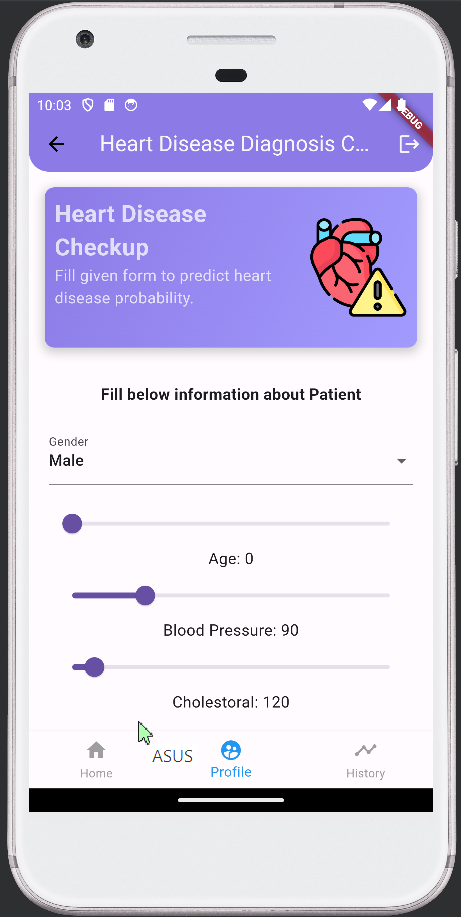 10:03
DEBUG
Heart Disease Diagnosis C...
Heart Disease
Checkup
Fill given form to predict heart
disease probability.
Fill below information about Patient
Gender
Male
Age: 0
Blood Pressure: 90
Cholestoral: 120
ASUS
Home
Profile
History